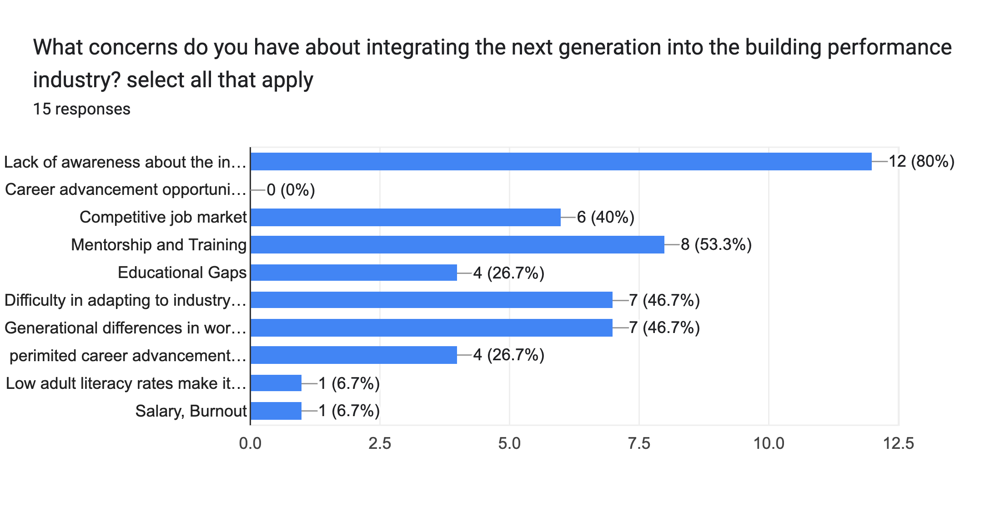 What concerns do you have about integrating the next generation into the building performance
industry? select all that apply
15 responses
Lack of awareness about the in… 12 (80%)
Career advancement opportuni… 0 (0%)
Competitive job market 6 (40%)
Mentorship and Training 8 (53.3%)
Educational Gaps 4 (26.7%)
Difficulty in adapting to industry… 7 (46.7%)
Generational differences in wor… 7 (46.7%)
perimited career advancement… 4 (26.7%)
Low adult literacy rates make it… 1 (6.7%)
Salary, Burnout 1 (6.7%)
0.0 2.5 5.0 7.5 10.0 12.5